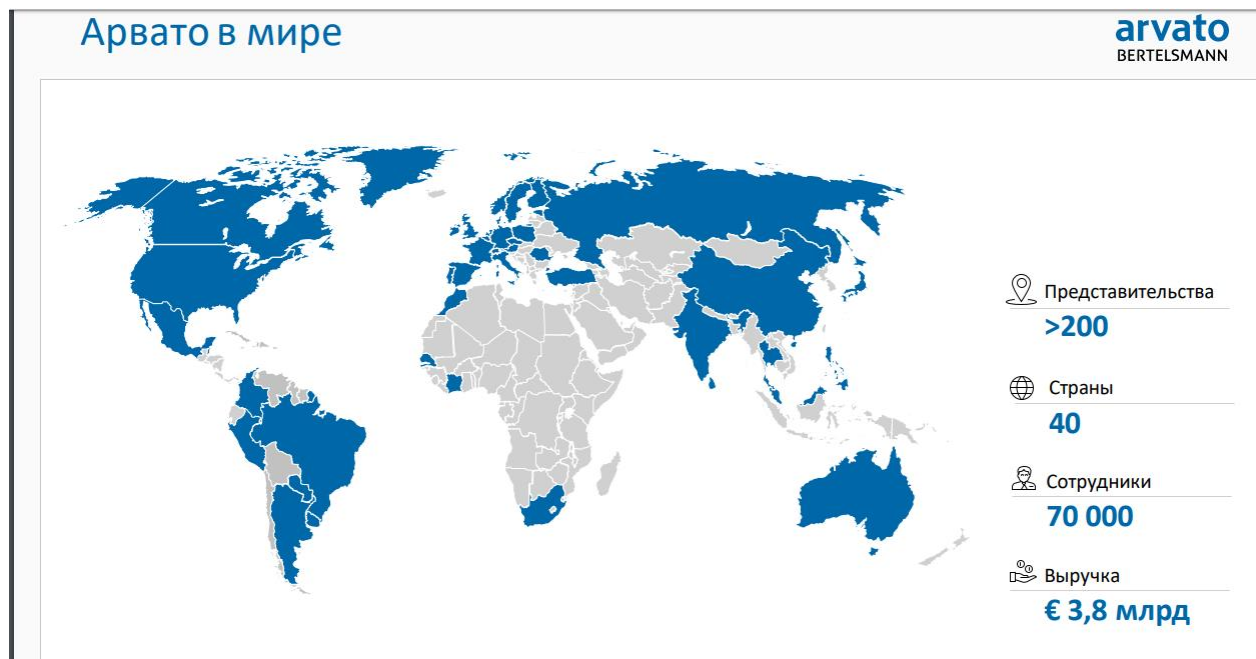 Арвато в мире
arvato
BERTELSMANN
Представительства
>200
Страны
40
Сотрудники
70 000
Выручка
€ 3,8 млрд